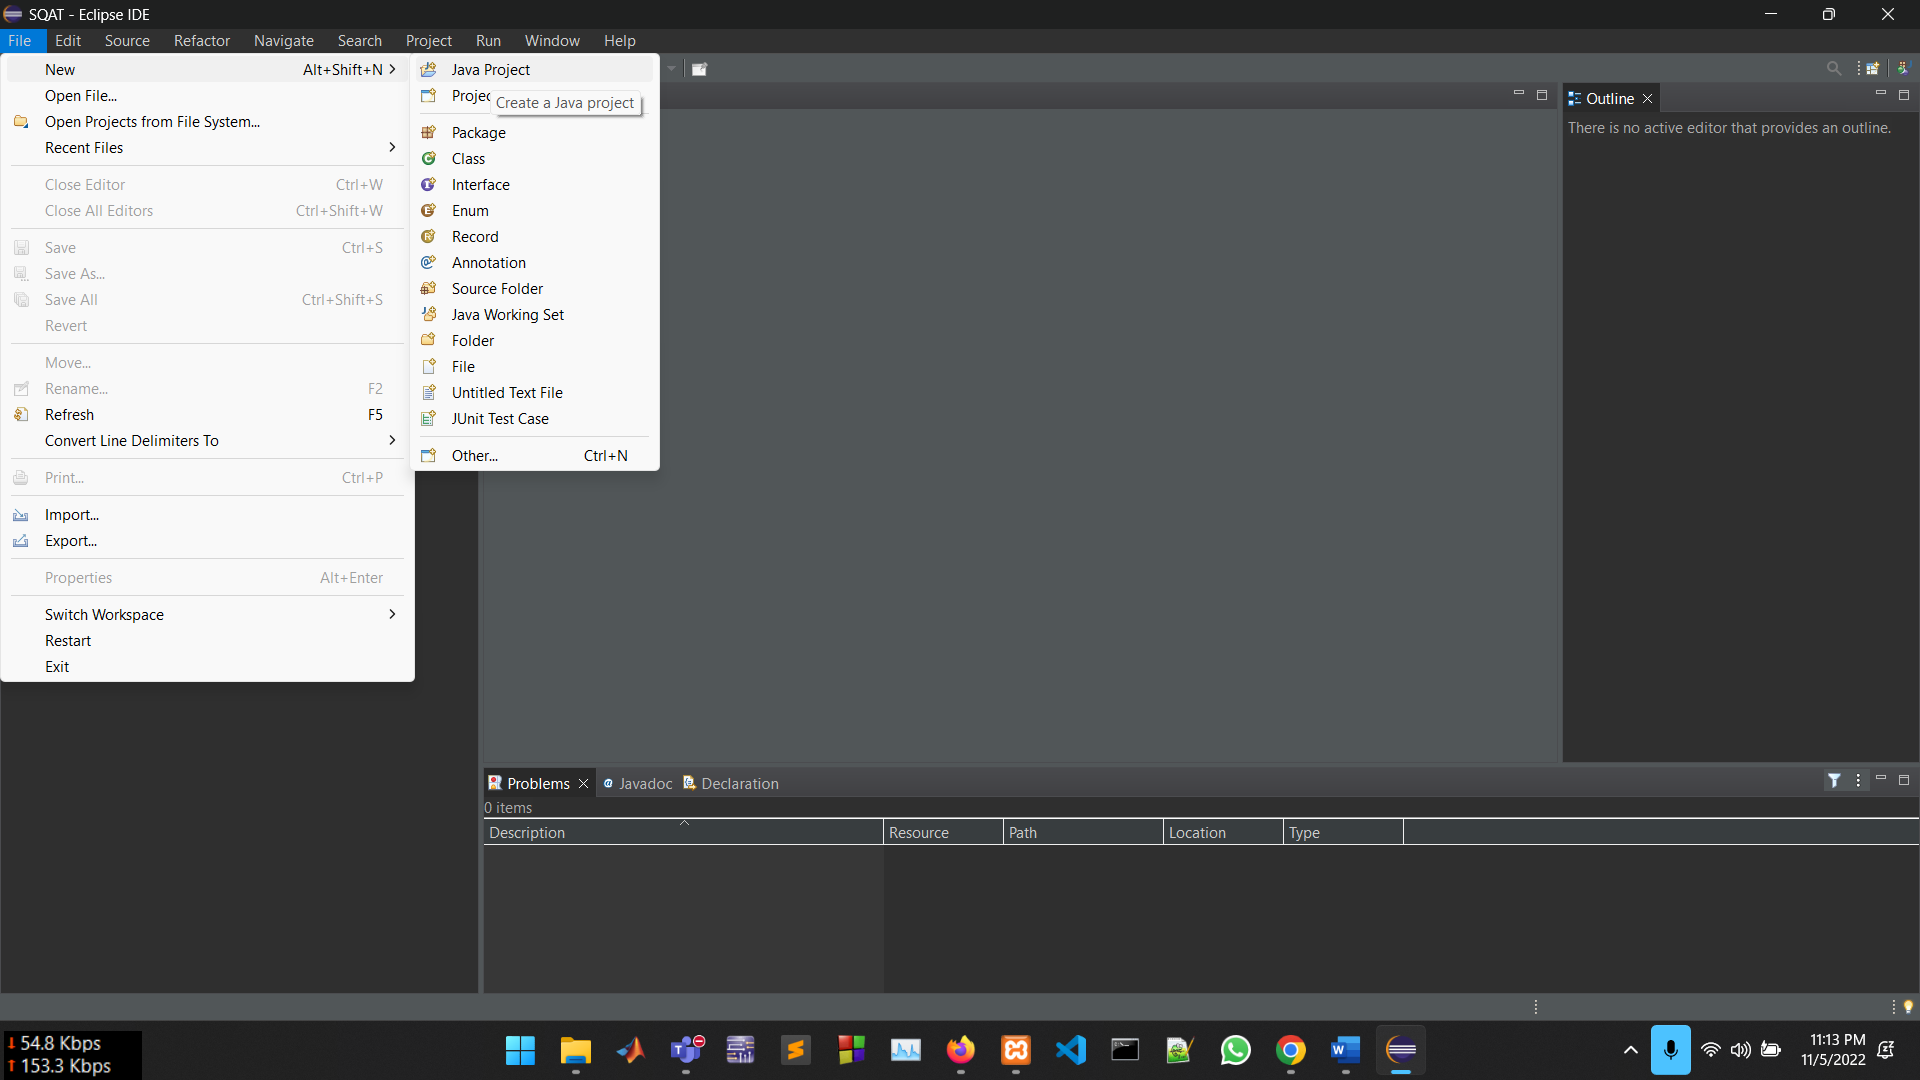 SQAT - Eclipse IDE
File Edit Source Refactor Navigate Search Project Run Window Help
New Alt+Shift+N
Open File...
Open Projects from File System...
Recent Files
Close Editor Ctrl+W
Close All Editors Ctrl+Shift+W
Save Ctrl+S
Save As...
Save All Ctrl+Shift+S
Revert
Move...
Rename... F2
Refresh F5
Convert Line Delimiters To
Print... Ctrl+P
Import...
Export...
Properties Alt+Enter
Switch Workspace
Restart
Exit
Java Project
Projec
Create a Java project
Package
Class
Interface
Enum
Record
Annotation
Source Folder
Java Working Set
Folder
File
Untitled Text File
JUnit Test Case
Other... Ctrl+N
Outline
There is no active editor that provides an outline.
Problems @ Javadoc Declaration
0 items
Description Resource Path Location Type
54.8 Kbps
153.3 Kbps
11:13 PM
11/5/2022